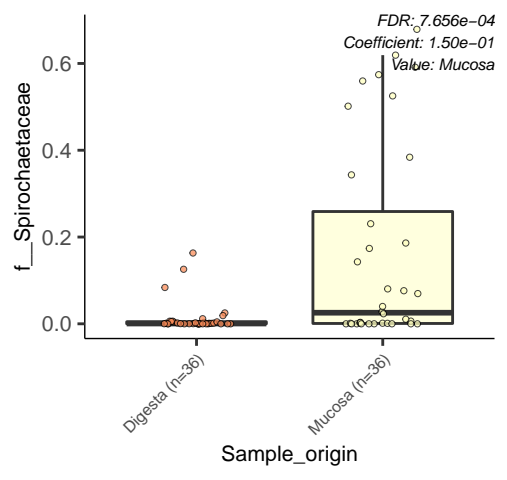 FDR: 7.656e−04
Coefficient: 1.50e−01
Value: Mucosa
f__Spirochaetaceae
0.6
0.4
0.2
0.0
Digesta (n=36)
Mucosa (n=36)
Sample_origin